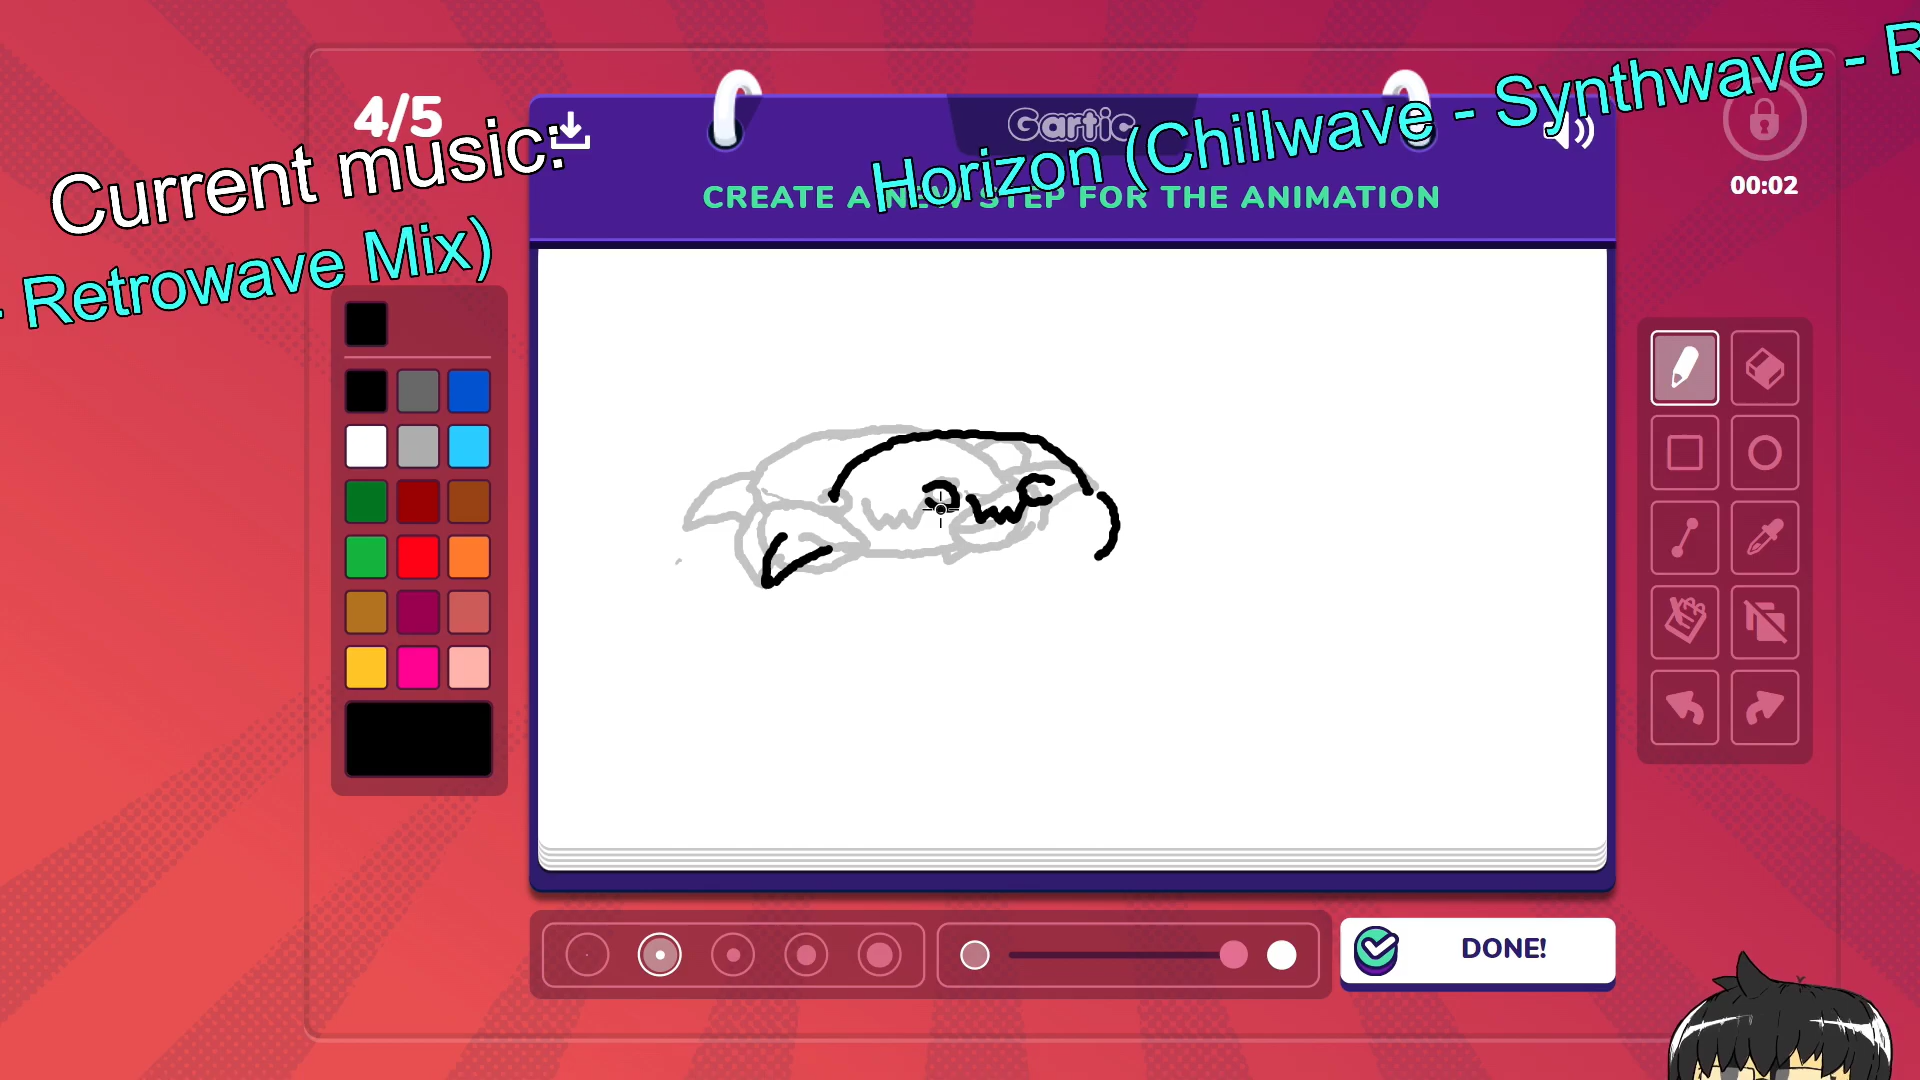 4/5
Current music:
Horizon (Chillwave - Synthwave - R
- Retrowave Mix)
Gartic
CREATE A NEW STEP FOR THE ANIMATION
00:02
DONE!